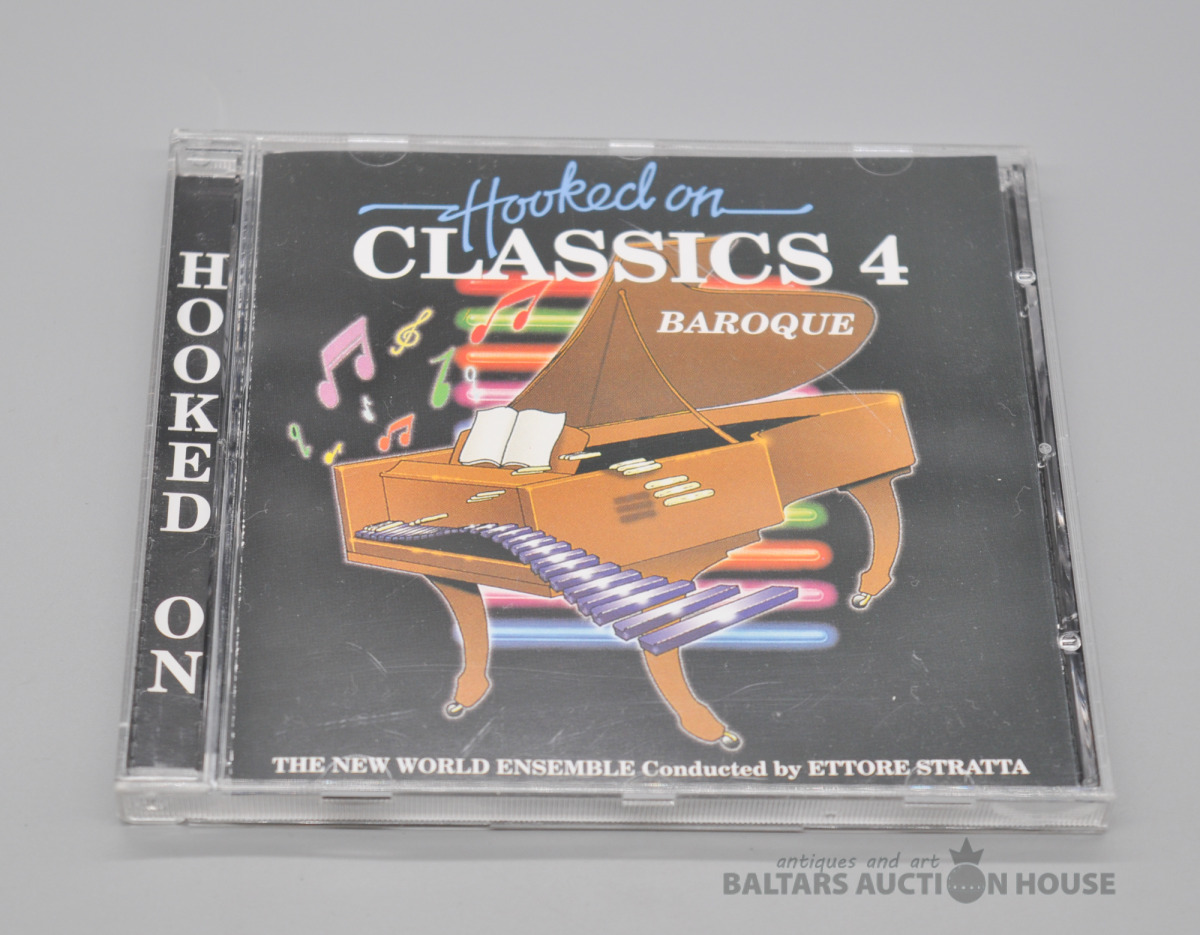 Hooked on
CLASSICS 4
BAROQUE
HOOKED ON
THE NEW WORLD ENSEMBLE Conducted by ETTORE STRATTA
antiques and art
BALTARS AUCTION HOUSE